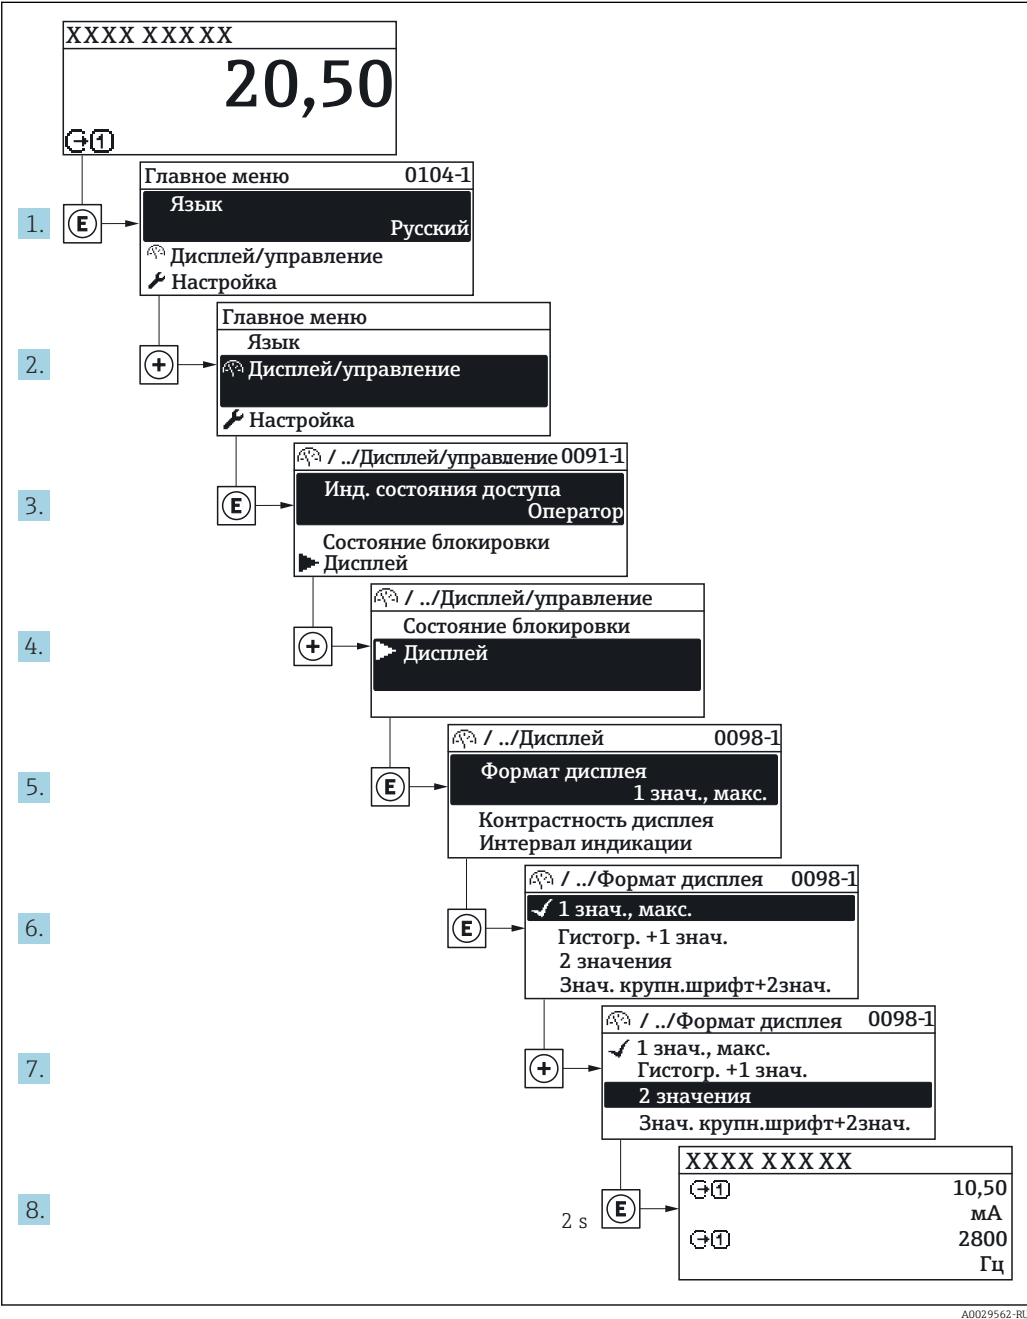 XXXX XXXXX
20,50
1
Главное меню 0104-1
Язык
1. E Русский
Дисплей/управление
Настройка
Главное меню
Язык
2. + Дисплей/управление
Настройка
/ ../Дисплей/управление 0091-1
Инд. состояния доступа
3. E Оператор
Состояние блокировки
Дисплей
/ ../Дисплей/управление
Состояние блокировки
4. + Дисплей
/ ../Дисплей 0098-1
Формат дисплея
5. E 1 знач., макс.
Контрастность дисплея
Интервал индикации
/ ../Формат дисплея 0098-1
1 знач., макс.
6. E Гистогр. +1 знач.
2 значения
Знач. крупн.шрифт+2знач.
/ ../Формат дисплея 0098-1
1 знач., макс.
7. + Гистогр. +1 знач.
2 значения
Знач. крупн.шрифт+2знач.
XXXX XXXXX
1 10,50
8. 2 s E мА
1 2800
Гц
A0029562-RU